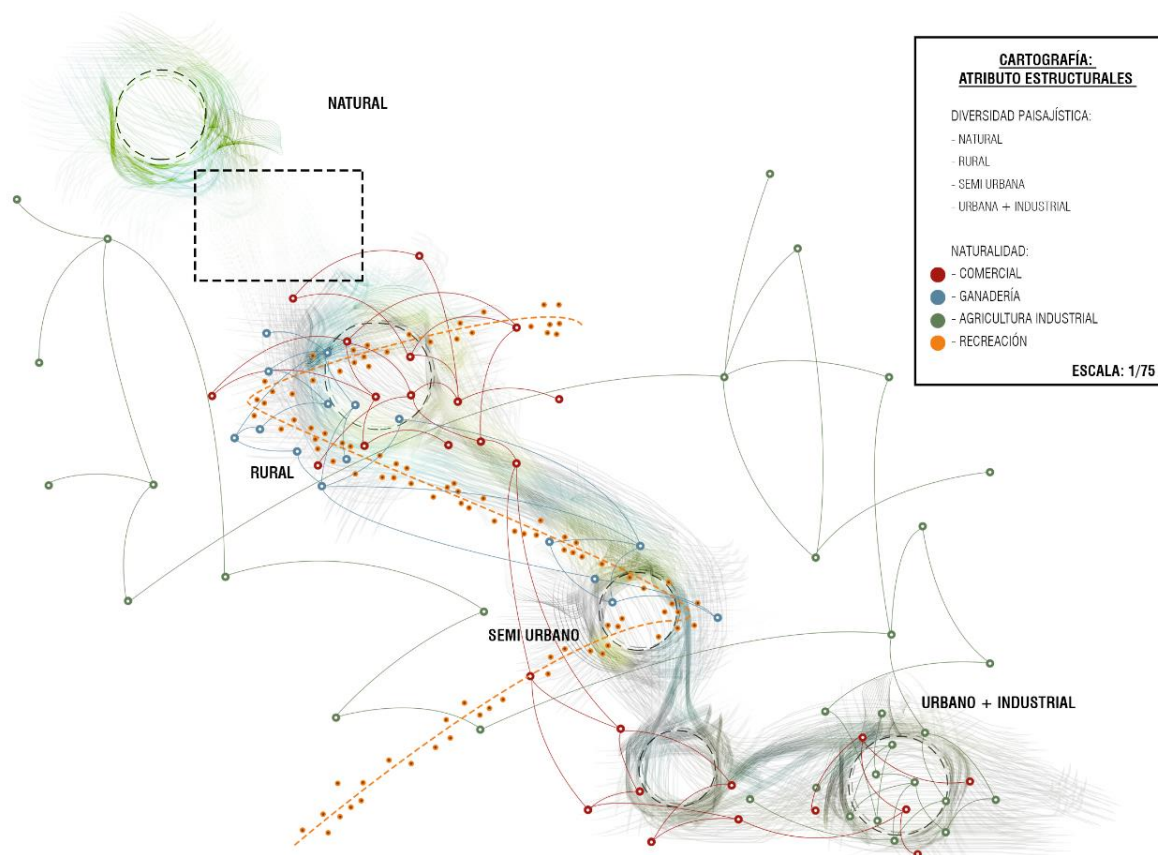 NATURAL
RURAL
SEMI URBANO
URBANO + INDUSTRIAL
CARTOGRAFÍA:
ATRIBUTO ESTRUCTURALES
DIVERSIDAD PAISAJÍSTICA:
- NATURAL
- RURAL
- SEMI URBANA
- URBANA + INDUSTRIAL
NATURALIDAD:
- COMERCIAL
- GANADERÍA
- AGRICULTURA INDUSTRIAL
- RECREACIÓN
ESCALA: 1/75